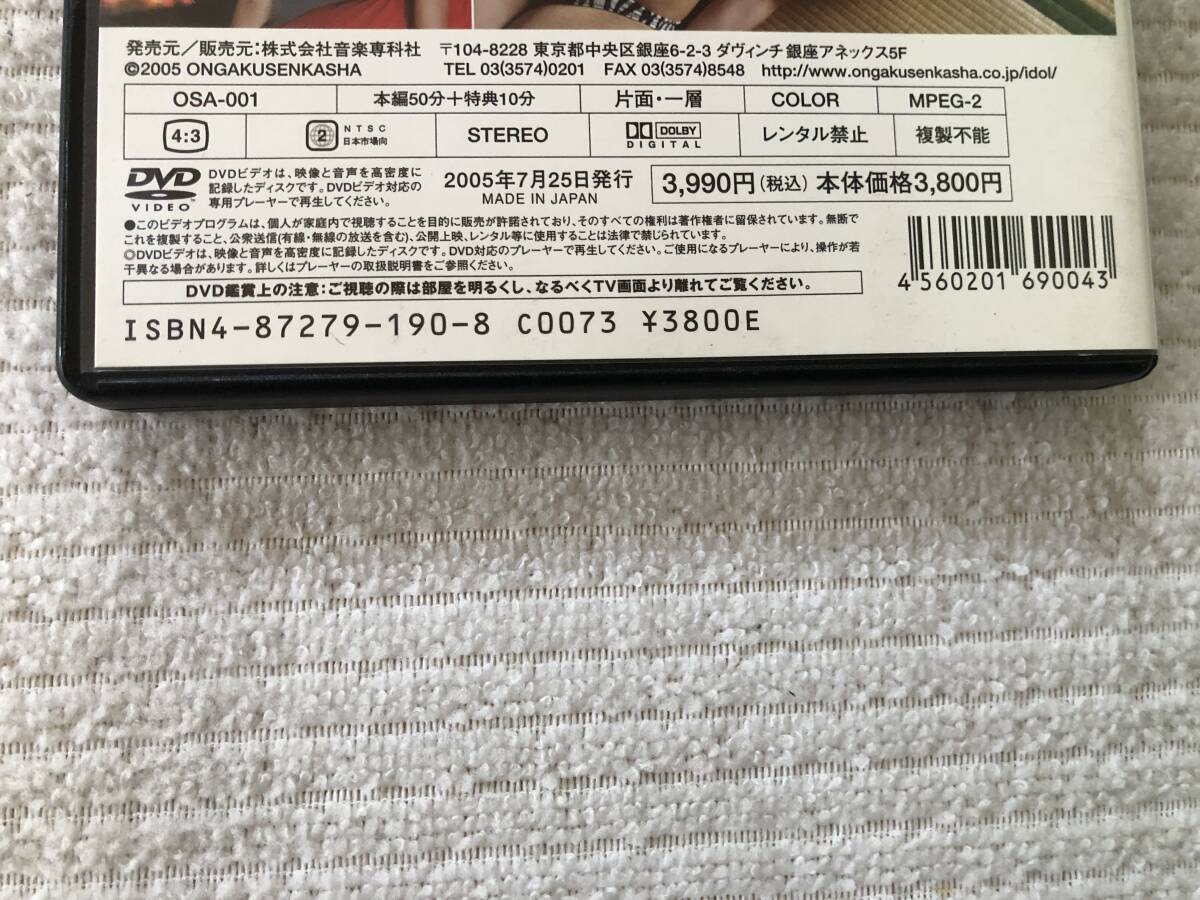 発売元／販売元：株式会社音楽専科社 〒104-8228 東京都中央区銀座6-2-3 ダヴィンチ銀座アネックス5F
©2005 ONGAKUSENKASHA TEL 03(3574)0201 FAX 03(3574)8548 http://www.ongakusenkasha.co.jp/idol/
OSA-001 本編50分＋特典10分 片面・一層 COLOR MPEG-2
4:3 2 NTSC 日本市場向 STEREO DOLBY DIGITAL レンタル禁止 複製不能
DVD VIDEO
DVDビデオは、映像と音声を高密度に
記録したディスクです。DVDビデオ対応の
専用プレーヤーで再生してください。
2005年7月25日発行
MADE IN JAPAN
3,990円（税込）本体価格3,800円
●このビデオプログラムは、個人が家庭内で視聴することを目的に販売が許諾されており、そのすべての権利は著作権者に留保されています。無断で
これを複製すること、公衆送信(有線・無線の放送を含む)、公開上映、レンタル等に使用することは法律で禁じられています。
◎DVDビデオは、映像と音声を高密度に記録したディスクです。DVD対応のプレーヤーで再生してください。ご使用になるプレーヤーにより、操作が若
干異なる場合があります。詳しくはプレーヤーの取扱説明書をご参照ください。
DVD鑑賞上の注意：ご視聴の際は部屋を明るくし、なるべくTV画面より離れてご覧ください。
4 560201 690043
ISBN4-87279-190-8 C0073 ¥3800E